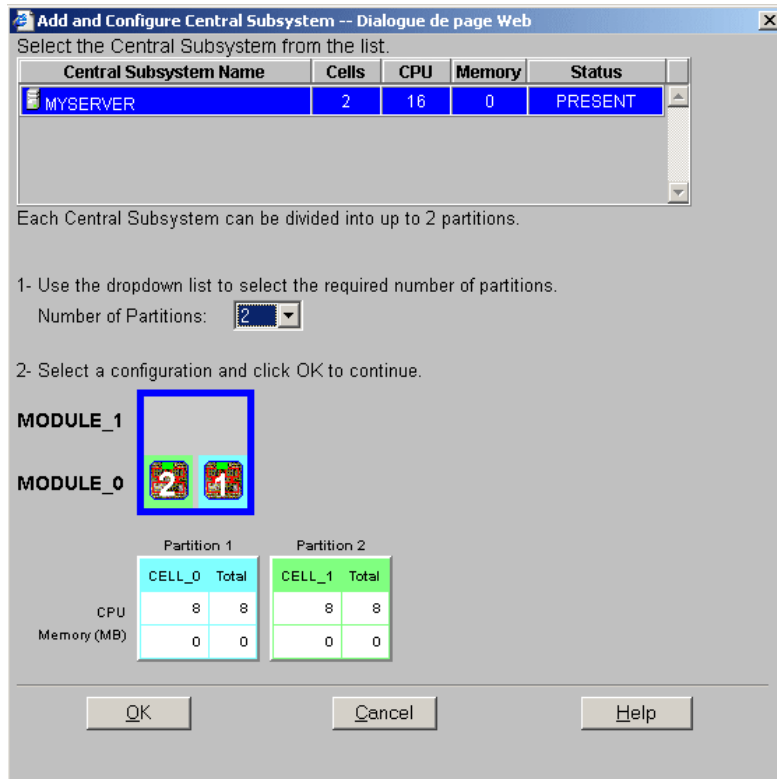 Add and Configure Central Subsystem -- Dialogue de page Web
Select the Central Subsystem from the list.
Central Subsystem Name Cells CPU Memory Status
MYSERVER 2 16 0 PRESENT
Each Central Subsystem can be divided into up to 2 partitions.
1- Use the dropdown list to select the required number of partitions.
Number of Partitions: 2
2- Select a configuration and click OK to continue.
MODULE_1
MODULE_0 2 1
Partition 1 Partition 2
CELL_0 Total CELL_1 Total
CPU 8 8 8 8
Memory (MB) 0 0 0 0
OK Cancel Help